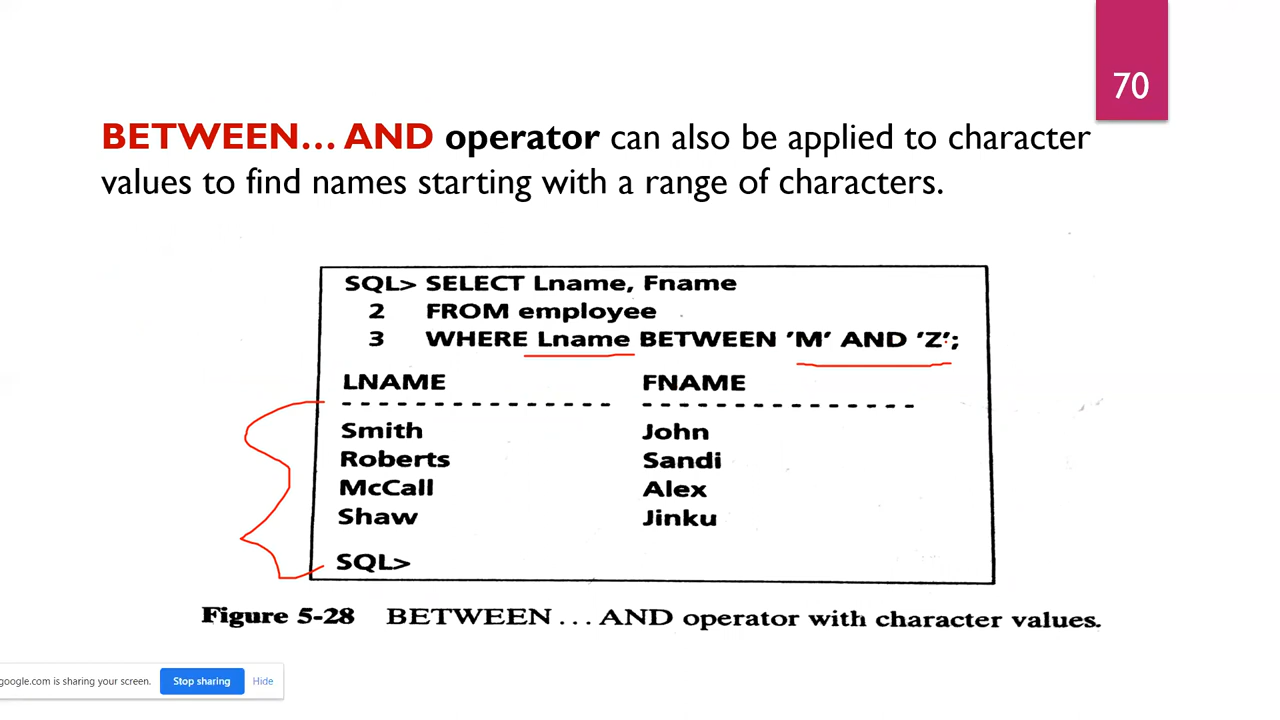 70
BETWEEN... AND operator can also be applied to character
values to find names starting with a range of characters.
SQL> SELECT Lname, Fname
2 FROM employee
3 WHERE Lname BETWEEN 'M' AND 'Z';
LNAME FNAME
- - - - - - - - - - - - - - - - - - - - - - - - - - - - - -
Smith John
Roberts Sandi
McCall Alex
Shaw Jinku
SQL>
Figure 5-28 BETWEEN ... AND operator with character values.
google.com is sharing your screen. Stop sharing Hide